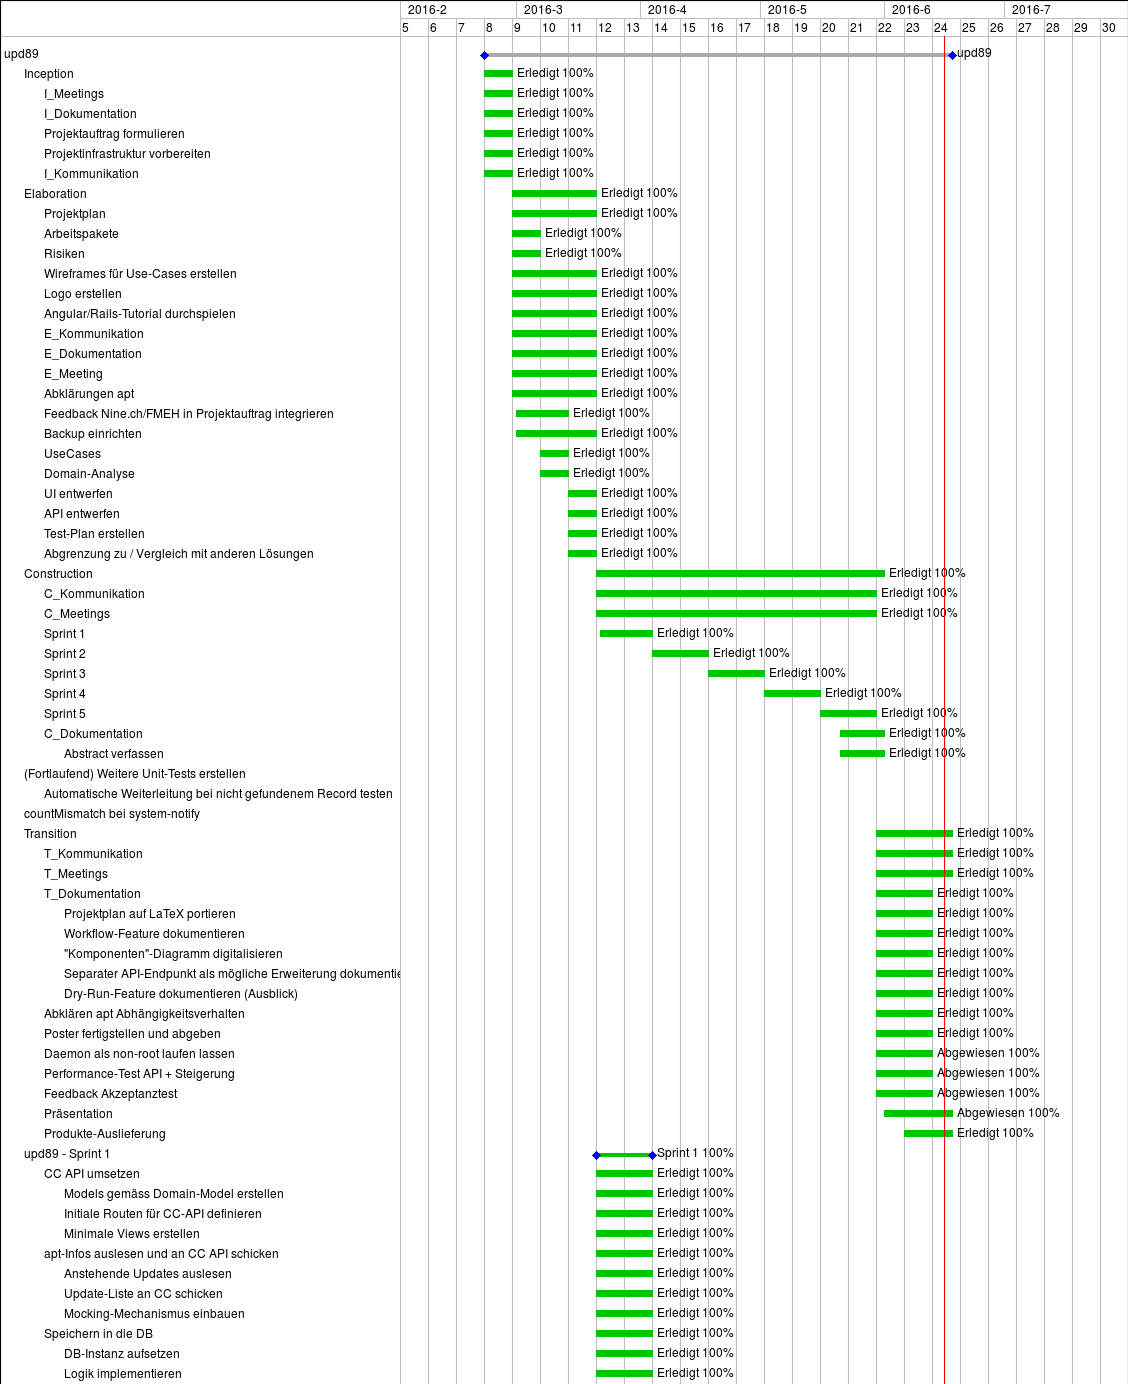 2016-2 2016-3 2016-4 2016-5 2016-6 2016-7
5 6 7 8 9 10 11 12 13 14 15 16 17 18 19 20 21 22 23 24 25 26 27 28 29 30
upd89 upd89
Inception Erledigt 100%
I_Meetings Erledigt 100%
I_Dokumentation Erledigt 100%
Projektauftrag formulieren Erledigt 100%
Projektinfrastruktur vorbereiten Erledigt 100%
I_Kommunikation Erledigt 100%
Elaboration Erledigt 100%
Projektplan Erledigt 100%
Arbeitspakete Erledigt 100%
Risiken Erledigt 100%
Wireframes für Use-Cases erstellen Erledigt 100%
Logo erstellen Erledigt 100%
Angular/Rails-Tutorial durchspielen Erledigt 100%
E_Kommunikation Erledigt 100%
E_Dokumentation Erledigt 100%
E_Meeting Erledigt 100%
Abklärungen apt Erledigt 100%
Feedback Nine.ch/FMEH in Projektauftrag integrieren Erledigt 100%
Backup einrichten Erledigt 100%
UseCases Erledigt 100%
Domain-Analyse Erledigt 100%
UI entwerfen Erledigt 100%
API entwerfen Erledigt 100%
Test-Plan erstellen Erledigt 100%
Abgrenzung zu / Vergleich mit anderen Lösungen Erledigt 100%
Construction Erledigt 100%
C_Kommunikation Erledigt 100%
C_Meetings Erledigt 100%
Sprint 1 Erledigt 100%
Sprint 2 Erledigt 100%
Sprint 3 Erledigt 100%
Sprint 4 Erledigt 100%
Sprint 5 Erledigt 100%
C_Dokumentation Erledigt 100%
Abstract verfassen Erledigt 100%
(Fortlaufend) Weitere Unit-Tests erstellen
Automatische Weiterleitung bei nicht gefundenem Record testen
countMismatch bei system-notify
Transition Erledigt 100%
T_Kommunikation Erledigt 100%
T_Meetings Erledigt 100%
T_Dokumentation Erledigt 100%
Projektplan auf LaTeX portieren Erledigt 100%
Workflow-Feature dokumentieren Erledigt 100%
"Komponenten"-Diagramm digitalisieren Erledigt 100%
Separater API-Endpunkt als mögliche Erweiterung dokumentie Erledigt 100%
Dry-Run-Feature dokumentieren (Ausblick) Erledigt 100%
Abklären apt Abhängigkeitsverhalten Erledigt 100%
Poster fertigstellen und abgeben Erledigt 100%
Daemon als non-root laufen lassen Abgewiesen 100%
Performance-Test API + Steigerung Abgewiesen 100%
Feedback Akzeptanztest Abgewiesen 100%
Präsentation Abgewiesen 100%
Produkte-Auslieferung Erledigt 100%
upd89 - Sprint 1 Sprint 1 100%
CC API umsetzen Erledigt 100%
Models gemäss Domain-Model erstellen Erledigt 100%
Initiale Routen für CC-API definieren Erledigt 100%
Minimale Views erstellen Erledigt 100%
apt-Infos auslesen und an CC API schicken Erledigt 100%
Anstehende Updates auslesen Erledigt 100%
Update-Liste an CC schicken Erledigt 100%
Mocking-Mechanismus einbauen Erledigt 100%
Speichern in die DB Erledigt 100%
DB-Instanz aufsetzen Erledigt 100%
Logik implementieren Erledigt 100%